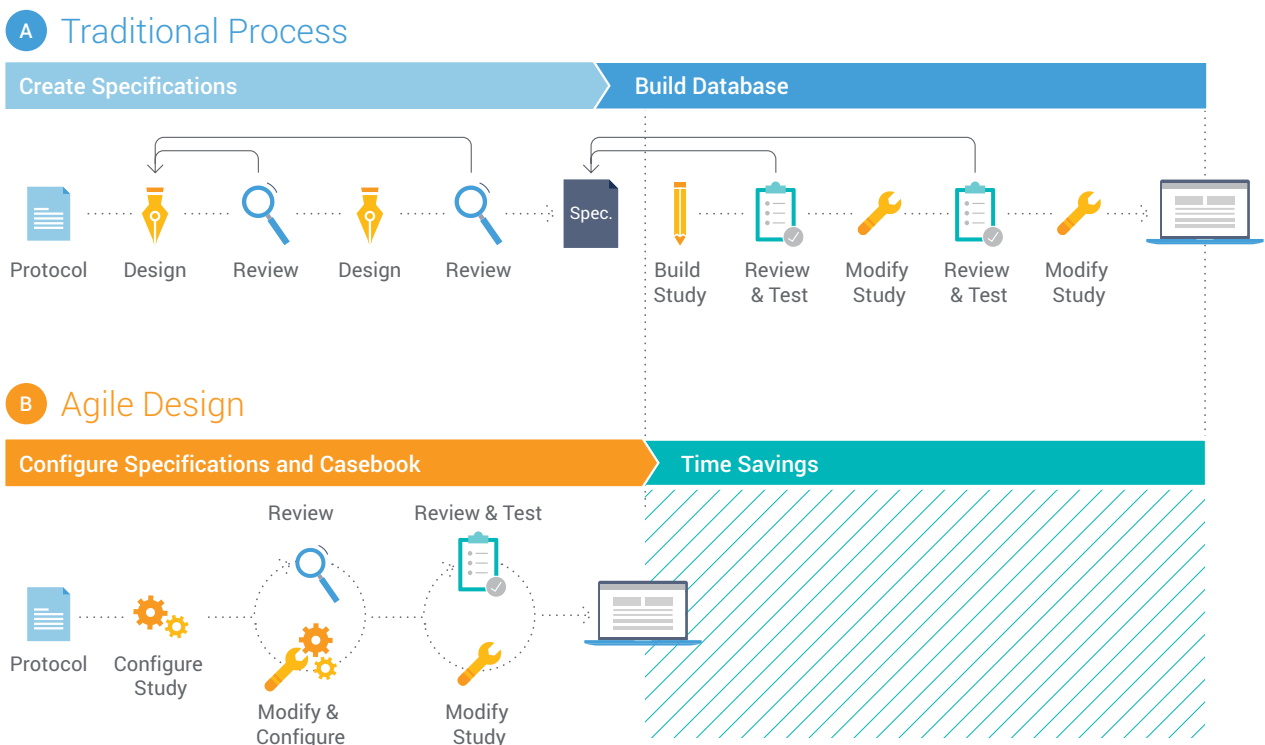 A Traditional Process
Create Specifications
Build Database
Spec.
Protocol
Design
Review
Design
Review
Build
Study
Review
& Test
Modify
Study
Review
& Test
Modify
Study
B Agile Design
Configure Specifications and Casebook
Time Savings
Review
Review & Test
Protocol
Configure
Study
Modify &
Configure
Modify
Study